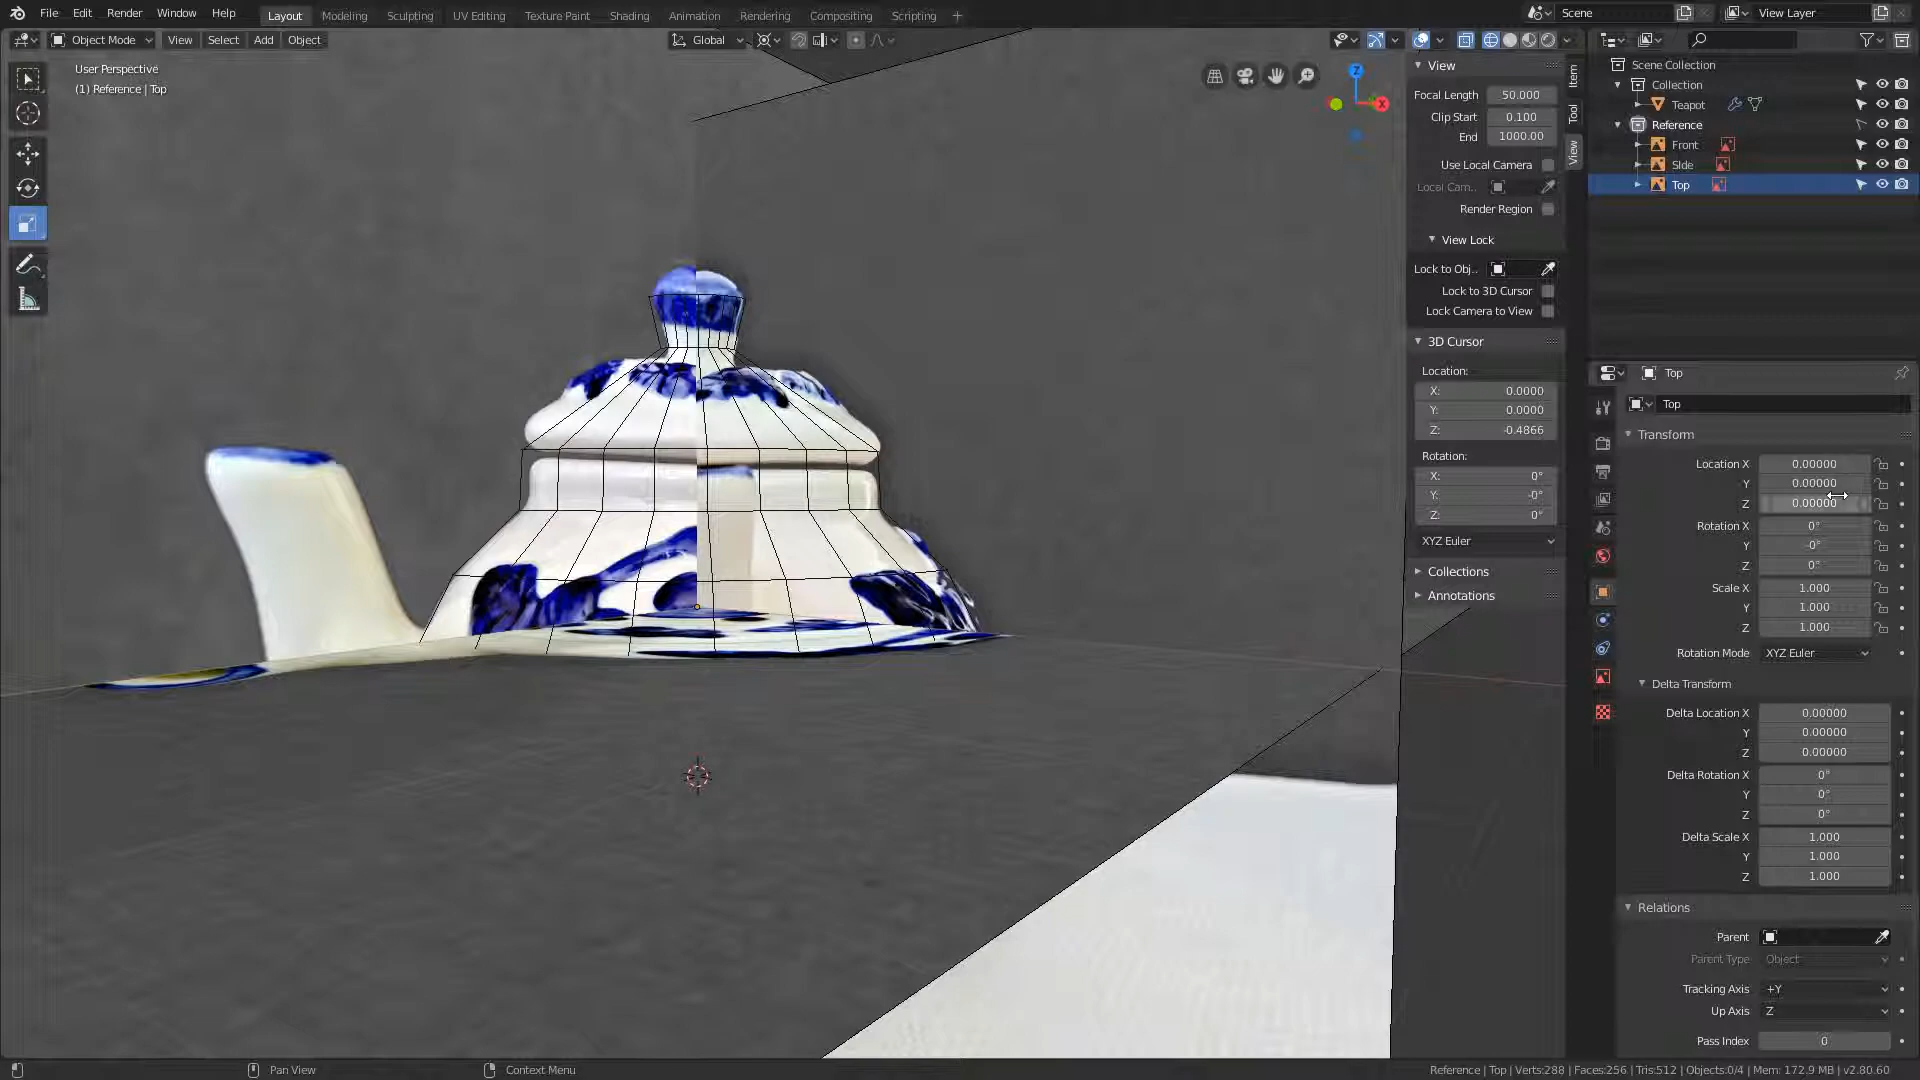 File Edit Render Window Help Layout Modeling Sculpting UV Editing Texture Paint Shading Animation Rendering Compositing Scripting + Scene View Layer
Object Mode View Select Add Object Global
User Perspective
(1) Reference | Top
View
Focal Length 50.000
Clip Start 0.100
End 1000.00
Use Local Camera
Local Cam..
Render Region
View Lock
Lock to Obj..
Lock to 3D Cursor
Lock Camera to View
3D Cursor
Location:
X: 0.0000
Y: 0.0000
Z: -0.4866
Rotation:
X: 0°
Y: -0°
Z: 0°
XYZ Euler
Collections
Annotations
Item
Tool
View
Z
X
Scene Collection
Collection
Teapot
Reference
Front
SIde
Top
Top
Top
Transform
Location X 0.00000
Y 0.00000
Z 0.00000
Rotation X 0°
Y -0°
Z 0°
Scale X 1.000
Y 1.000
Z 1.000
Rotation Mode XYZ Euler
Delta Transform
Delta Location X 0.00000
Y 0.00000
Z 0.00000
Delta Rotation X 0°
Y 0°
Z 0°
Delta Scale X 1.000
Y 1.000
Z 1.000
Relations
Parent
Parent Type Object
Tracking Axis +Y
Up Axis Z
Pass Index 0
Pan View Context Menu Reference | Top | Verts:288 | Faces:256 | Tris:512 | Objects:0/4 | Mem: 172.9 MB | v2.80.60